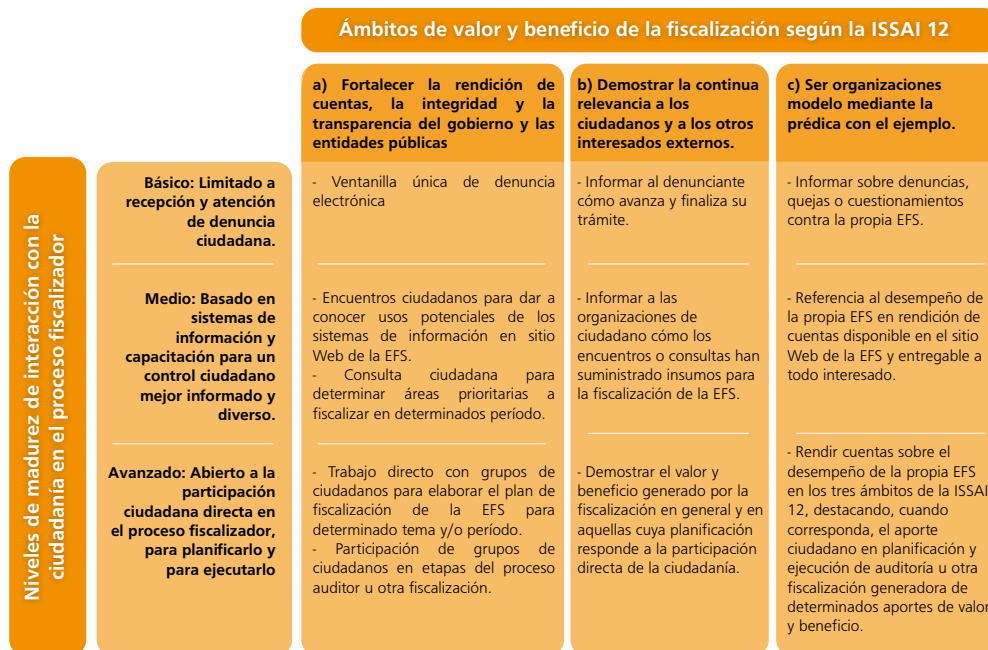 Ámbitos de valor y beneficio de la fiscalización según la ISSAI 12
a) Fortalecer la rendición de
cuentas, la integridad y la
transparencia del gobierno y las
entidades públicas
b) Demostrar la continua
relevancia a los
ciudadanos y a los otros
interesados externos.
c) Ser organizaciones
modelo mediante la
prédica con el ejemplo.
Niveles de madurez de interacción con la
ciudadanía en el proceso fiscalizador
Básico: Limitado a
recepción y atención
de denuncia
ciudadana.
- Ventanilla única de denuncia
electrónica
- Informar al denunciante
cómo avanza y finaliza su
trámite.
- Informar sobre denuncias,
quejas o cuestionamientos
contra la propia EFS.
Medio: Basado en
sistemas de
información y
capacitación para un
control ciudadano
mejor informado y
diverso.
- Encuentros ciudadanos para dar a
conocer usos potenciales de los
sistemas de información en sitio
Web de la EFS.
- Consulta ciudadana para
determinar áreas prioritarias a
fiscalizar en determinados período.
- Informar a las
organizaciones de
ciudadano cómo los
encuentros o consultas han
suministrado insumos para
la fiscalización de la EFS.
- Referencia al desempeño de
la propia EFS en rendición de
cuentas disponible en el sitio
Web de la EFS y entregable a
todo interesado.
Avanzado: Abierto a la
participación
ciudadana directa en
el proceso fiscalizador,
para planificarlo y
para ejecutarlo
- Trabajo directo con grupos de
ciudadanos para elaborar el plan de
fiscalización de la EFS para
determinado tema y/o período.
- Participación de grupos de
ciudadanos en etapas del proceso
auditor u otra fiscalización.
- Demostrar el valor y
beneficio generado por la
fiscalización en general y en
aquellas cuya planificación
responde a la participación
directa de la ciudadanía.
- Rendir cuentas sobre el
desempeño de la propia EFS
en los tres ámbitos de la ISSAI
12, destacando, cuando
corresponda, el aporte
ciudadano en planificación y
ejecución de auditoría u otra
fiscalización generadora de
determinados aportes de valor
y beneficio.